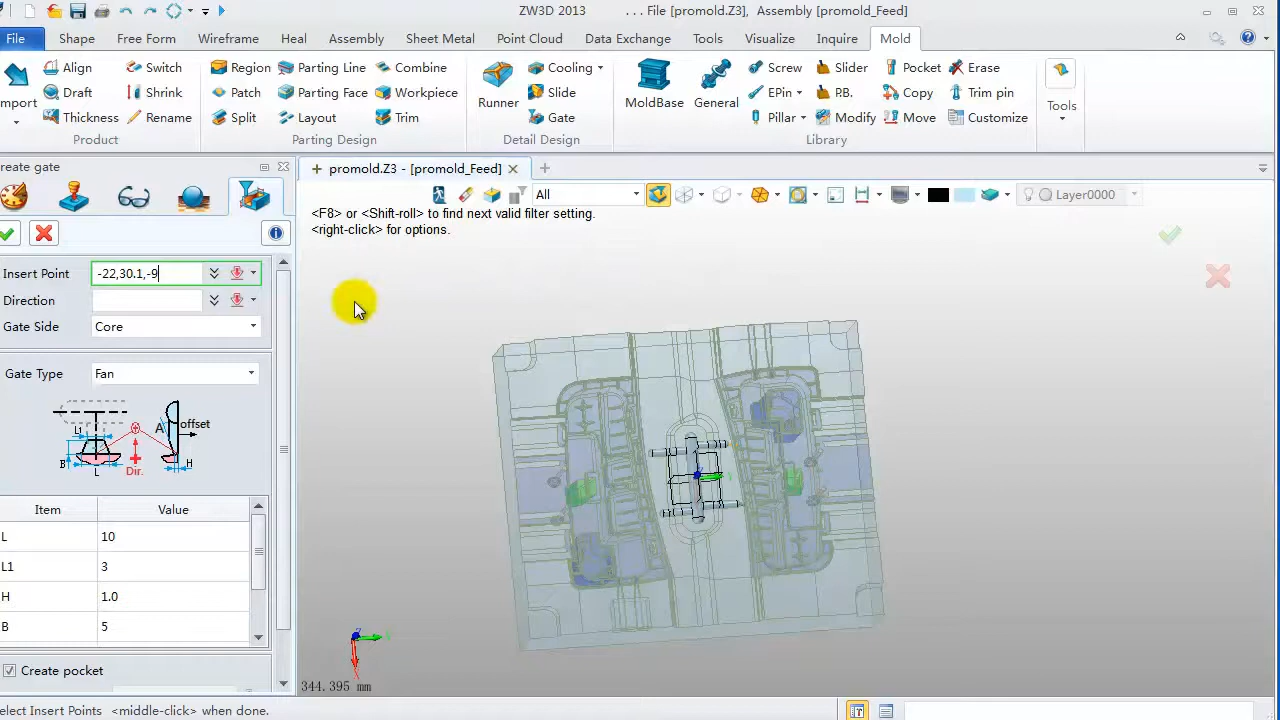 ZW3D 2013 . . . File [promold.Z3], Assembly [promold_Feed]
File Shape Free Form Wireframe Heal Assembly Sheet Metal Point Cloud Data Exchange Tools Visualize Inquire Mold
Align Switch Region Parting Line Combine Cooling Screw Slider Pocket Erase
mport Draft Shrink Patch Parting Face Workpiece Runner Slide MoldBase General EPin P.B. Copy Trim pin Tools
Thickness Renam Split Layout Trim Gate Pillar Modify Move Customize
Product Parting Design Detail Design Library
reate gate
promold.Z3 - [promold_Feed]
All
Layer0000
<F8> or <Shift-roll> to find next valid filter setting.
<right-click> for options.
Insert Point -22,30.1,-9
Direction
Gate Side Core
Gate Type Fan
L1 A offset
B L Dir. H
Item Value
L 10
L1 3
H 1.0
B 5
Create pocket
344.395 mm
elect Insert Points <middle-click> when done.